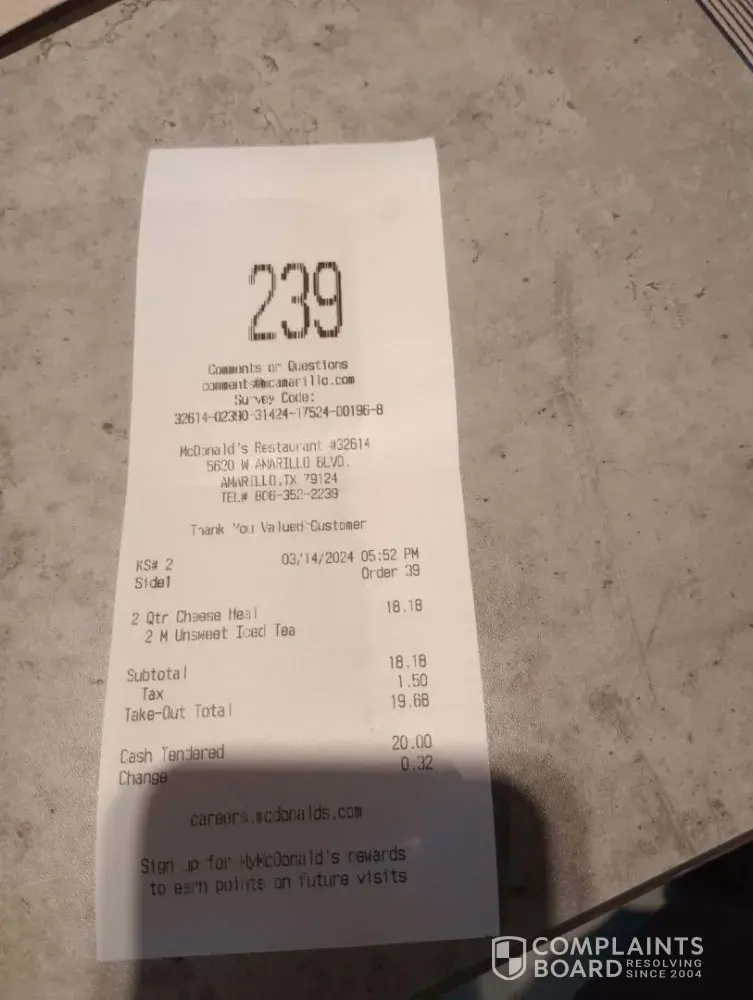 239
Comments or Questions
comments@mcamarillo.com
Survey Code:
32614-02390-31424-17524-00196-8
McDonald's Restaurant #32614
5620 W AMARILLO BLVD.
AMARILLO,TX 79124
TEL# 806-352-2239
Thank You Valued Customer
KS# 2 03/14/2024 05:52 PM
Side1 Order 39
2 Qtr Cheese Meal 18.18
2 M Unsweet Iced Tea
Subtotal 18.18
Tax 1.50
Take-Out Total 19.68
Cash Tendered 20.00
Change 0.32
careers.mcdonalds.com
Sign up for MyMcDonald's rewards
to earn points on future visits
COMPLAINTS
BOARD RESOLVING
SINCE 2004